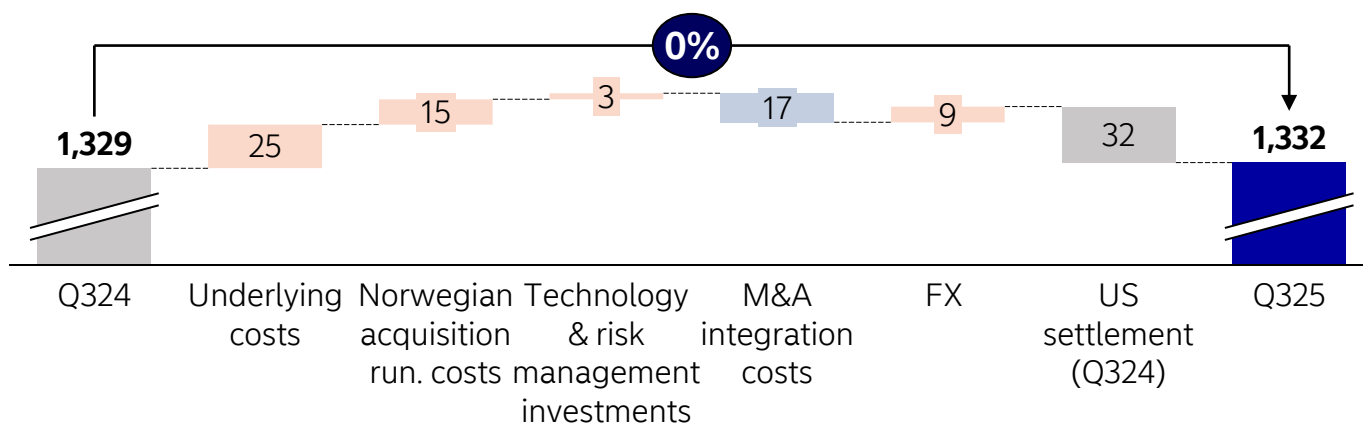 0%
1,329
25
15
3
17
9
32
1,332
Q324
Underlying
costs
Norwegian
acquisition
run. costs
Technology
& risk
management
investments
M&A
integration
costs
FX
US
settlement
(Q324)
Q325